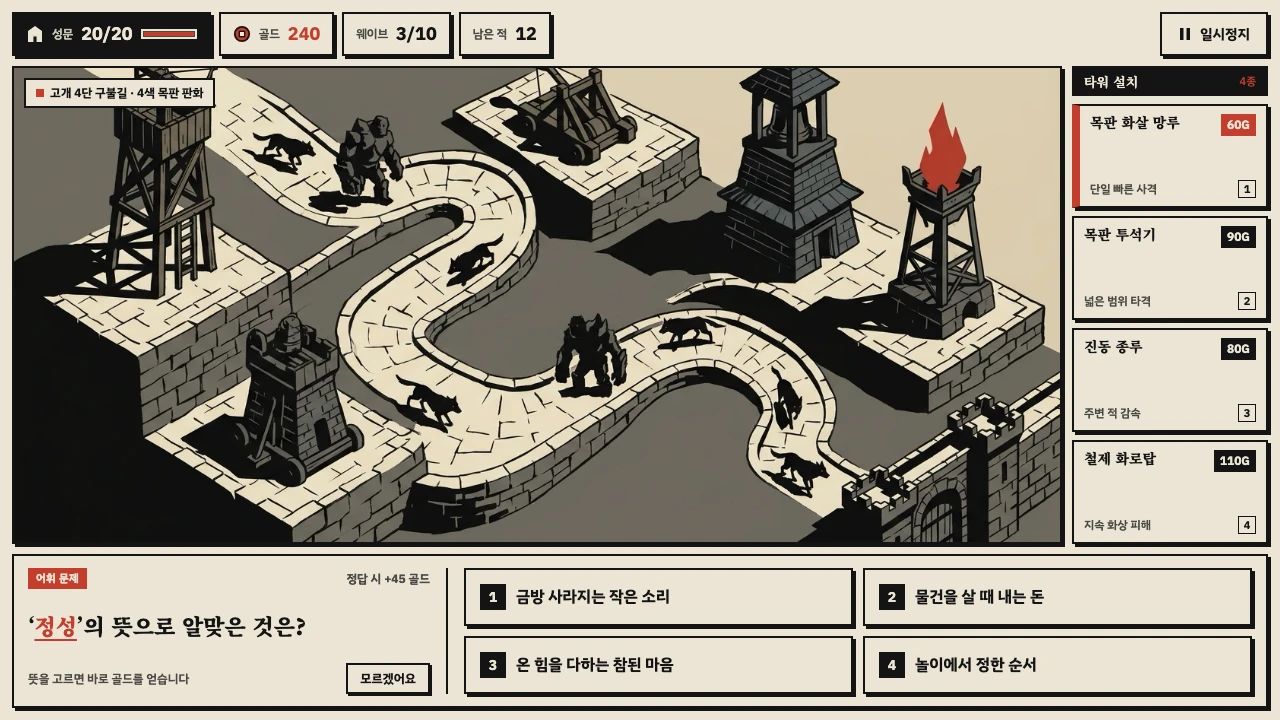 성문 20/20
골드 240
웨이브 3/10
남은 적 12
일시정지
고개 4단 구불길 · 4색 목판 판화
타워 설치 4종
목판 화살 망루 60G
단일 빠른 사격 1
목판 투석기 90G
넓은 범위 타격 2
진동 종루 80G
주변 적 감속 3
철제 화로탑 110G
지속 화상 피해 4
어휘 문제 정답 시 +45 골드
‘정성’의 뜻으로 알맞은 것은?
뜻을 고르면 바로 골드를 얻습니다 모르겠어요
1 금방 사라지는 작은 소리
2 물건을 살 때 내는 돈
3 온 힘을 다하는 참된 마음
4 놀이에서 정한 순서